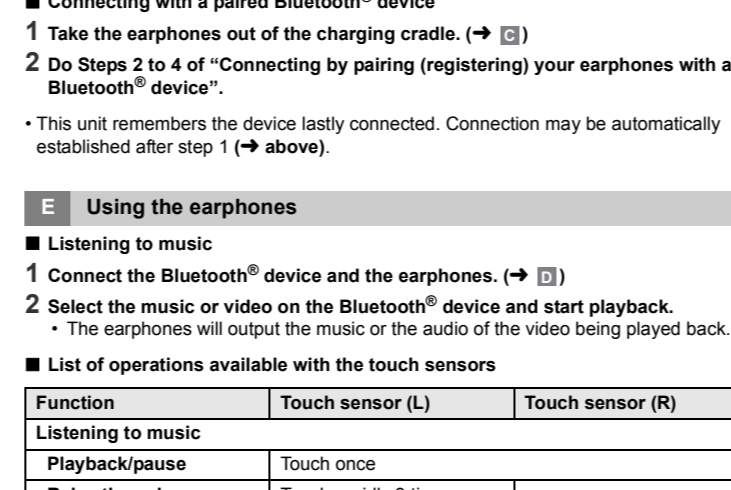 ■ Connecting with a paired Bluetooth® device
1 Take the earphones out of the charging cradle. (➜ C)
2 Do Steps 2 to 4 of “Connecting by pairing (registering) your earphones with a
Bluetooth® device”.
• This unit remembers the device lastly connected. Connection may be automatically
established after step 1 (➜ above).
E Using the earphones
■ Listening to music
1 Connect the Bluetooth® device and the earphones. (➜ D)
2 Select the music or video on the Bluetooth® device and start playback.
• The earphones will output the music or the audio of the video being played back.
■ List of operations available with the touch sensors
Function Touch sensor (L) Touch sensor (R)
Listening to music
Playback/pause Touch once